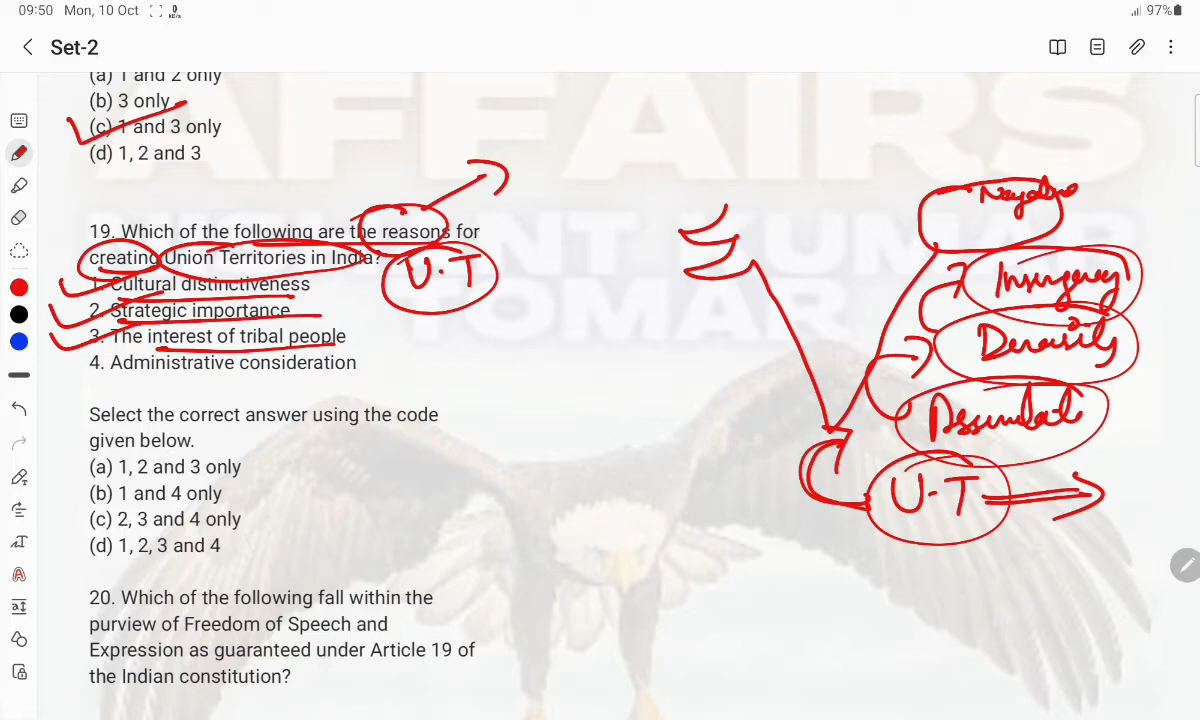 09:50 Mon, 10 Oct
97%
Set-2
AFFAIRS
(a) 1 and 2 only
(b) 3 only
(c) 1 and 3 only
(d) 1, 2 and 3
19. Which of the following are the reasons for
creating Union Territories in India?
1. Cultural distinctiveness
2. Strategic importance
3. The interest of tribal people
4. Administrative consideration
U.T
Insurgency
Assimilate
U.T
KUMAR
TOMAR
Select the correct answer using the code
given below.
(a) 1, 2 and 3 only
(b) 1 and 4 only
(c) 2, 3 and 4 only
(d) 1, 2, 3 and 4
20. Which of the following fall within the
purview of Freedom of Speech and
Expression as guaranteed under Article 19 of
the Indian constitution?